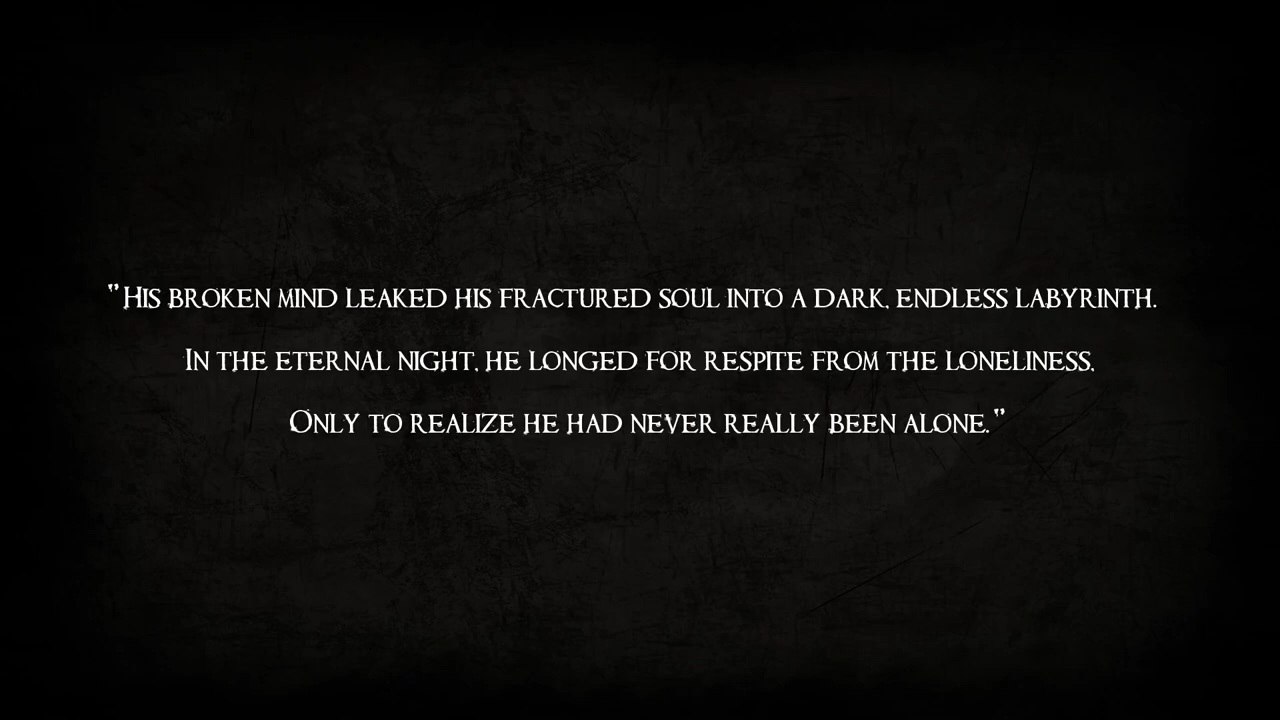 "His broken mind leaked his fractured soul into a dark, endless labyrinth.
In the eternal night, he longed for respite from the loneliness,
Only to realize he had never really been alone."